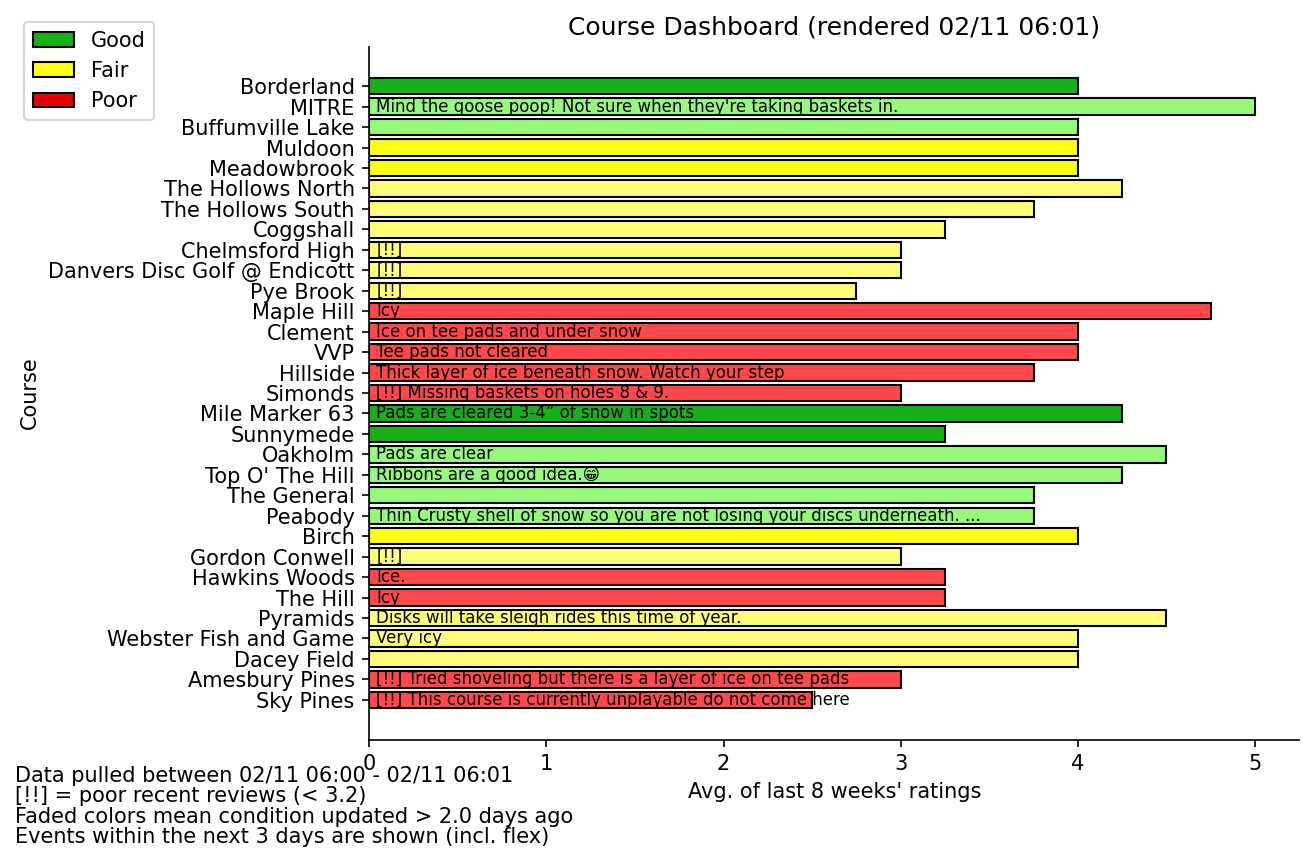 Course Dashboard (rendered 02/11 06:01)
Good
Fair
Poor
Borderland
MITRE Mind the goose poop! Not sure when they're taking baskets in.
Buffumville Lake
Muldoon
Meadowbrook
The Hollows North
The Hollows South
Coggshall
Chelmsford High [!!]
Danvers Disc Golf @ Endicott [!!]
Pye Brook [!!]
Maple Hill Icy
Clement Ice on tee pads and under snow
VVP Tee pads not cleared
Hillside Thick layer of ice beneath snow. Watch your step
Simonds [!!] Missing baskets on holes 8 & 9.
Mile Marker 63 Pads are cleared 3-4” of snow in spots
Sunnymede
Oakholm Pads are clear
Top O' The Hill Ribbons are a good idea.😁
The General
Peabody Thin Crusty shell of snow so you are not losing your discs underneath. ...
Birch
Gordon Conwell [!!]
Hawkins Woods Ice.
The Hill Icy
Pyramids Disks will take sleigh rides this time of year.
Webster Fish and Game Very icy
Dacey Field
Amesbury Pines [!!] Tried shoveling but there is a layer of ice on tee pads
Sky Pines [!!] This course is currently unplayable do not come here
Course
0 1 2 3 4 5
Avg. of last 8 weeks' ratings
Data pulled between 02/11 06:00 - 02/11 06:01
[!!] = poor recent reviews (< 3.2)
Faded colors mean condition updated > 2.0 days ago
Events within the next 3 days are shown (incl. flex)